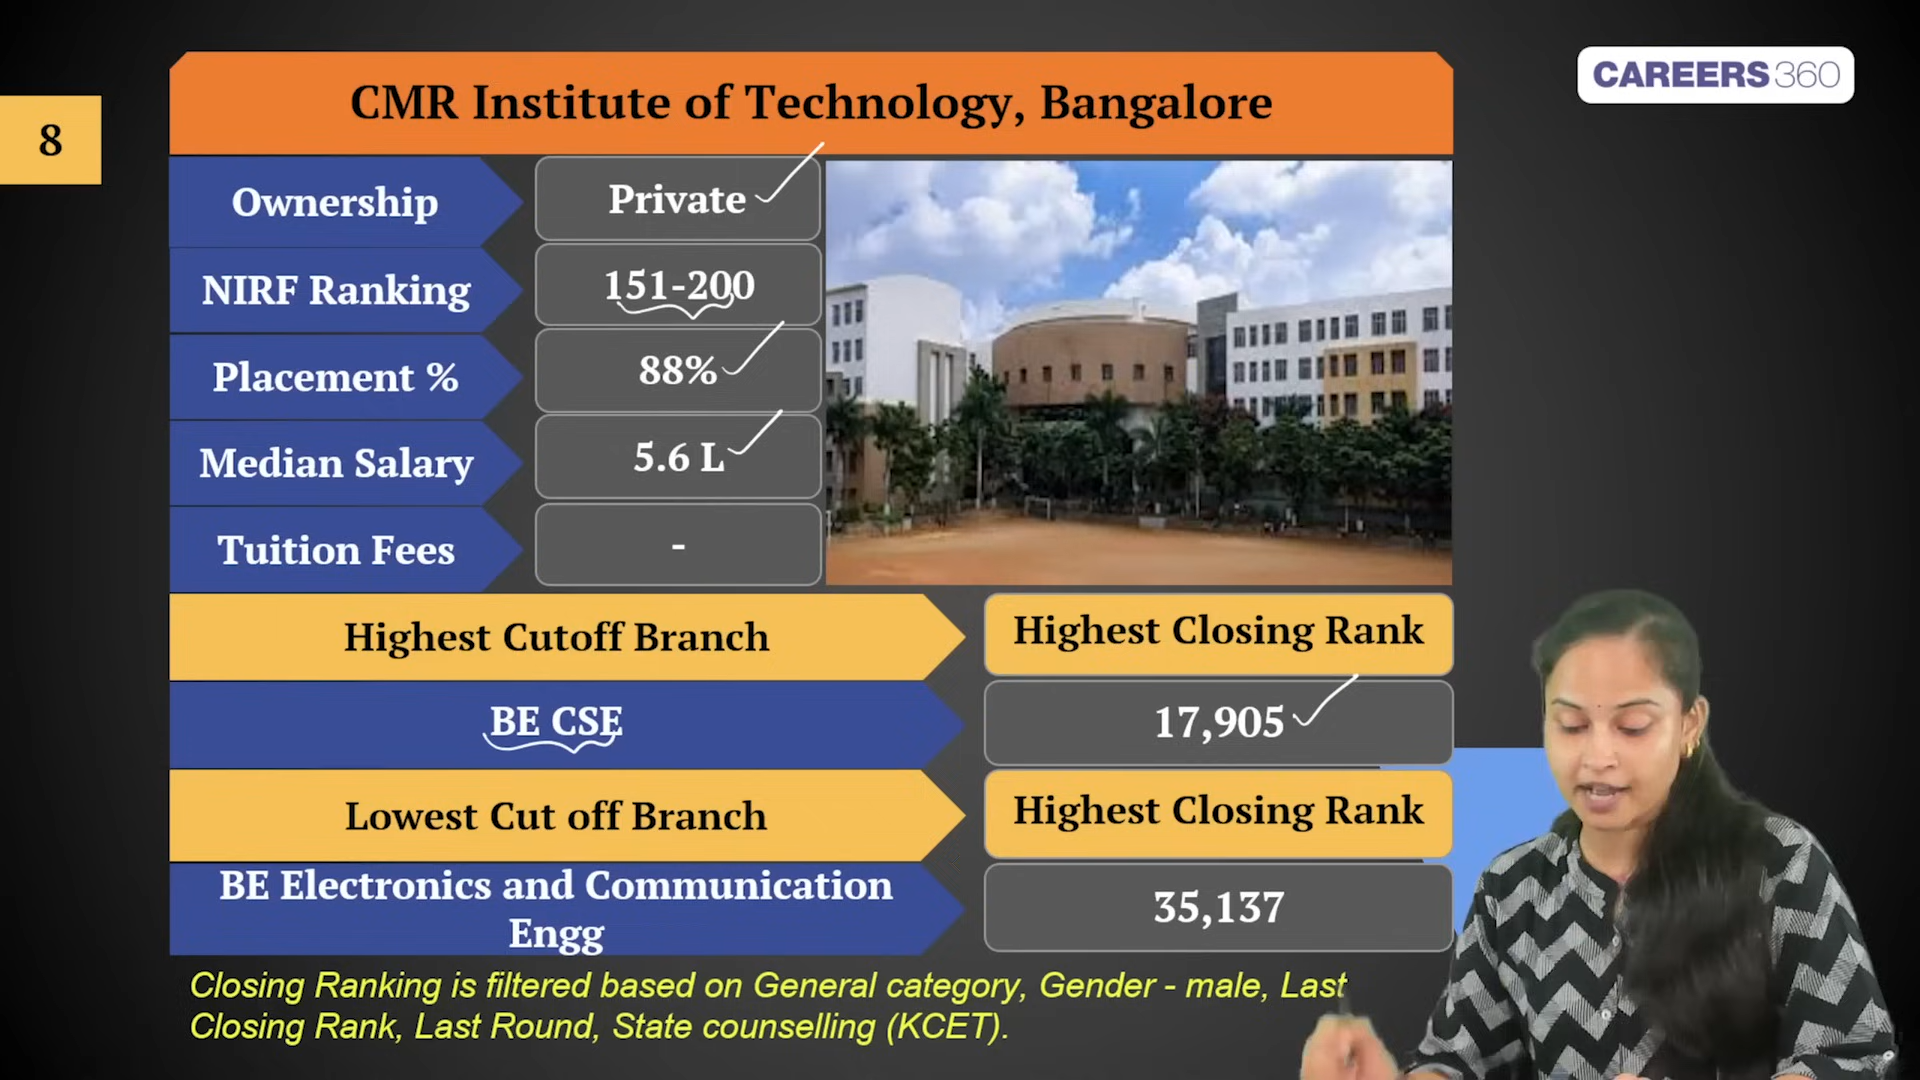 CMR Institute of Technology, Bangalore
CAREERS360
8
Ownership
Private
NIRF Ranking
151-200
Placement %
88%
Median Salary
5.6 L
Tuition Fees
-
Highest Cutoff Branch
Highest Closing Rank
BE CSE
17,905
Lowest Cut off Branch
Highest Closing Rank
BE Electronics and Communication
Engg
35,137
Closing Ranking is filtered based on General category, Gender - male, Last
Closing Rank, Last Round, State counselling (KCET).